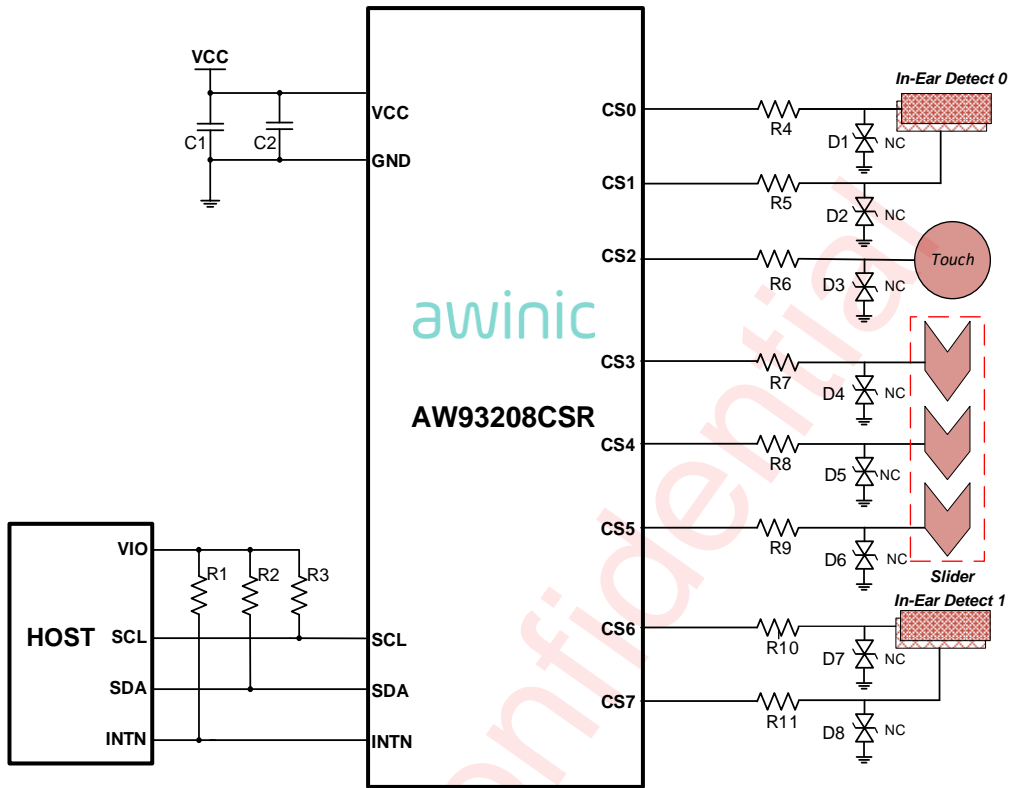 VCC
C1
C2
VCC
GND
awinic
AW93208CSR
HOST
VIO
SCL
SDA
INTN
R1
R2
R3
SCL
SDA
INTN
CS0
R4
D1
NC
In-Ear Detect 0
CS1
R5
D2
NC
CS2
R6
D3
NC
Touch
CS3
R7
D4
NC
CS4
R8
D5
NC
CS5
R9
D6
NC
Slider
In-Ear Detect 1
CS6
R10
D7
NC
CS7
R11
D8
NC
onfidential